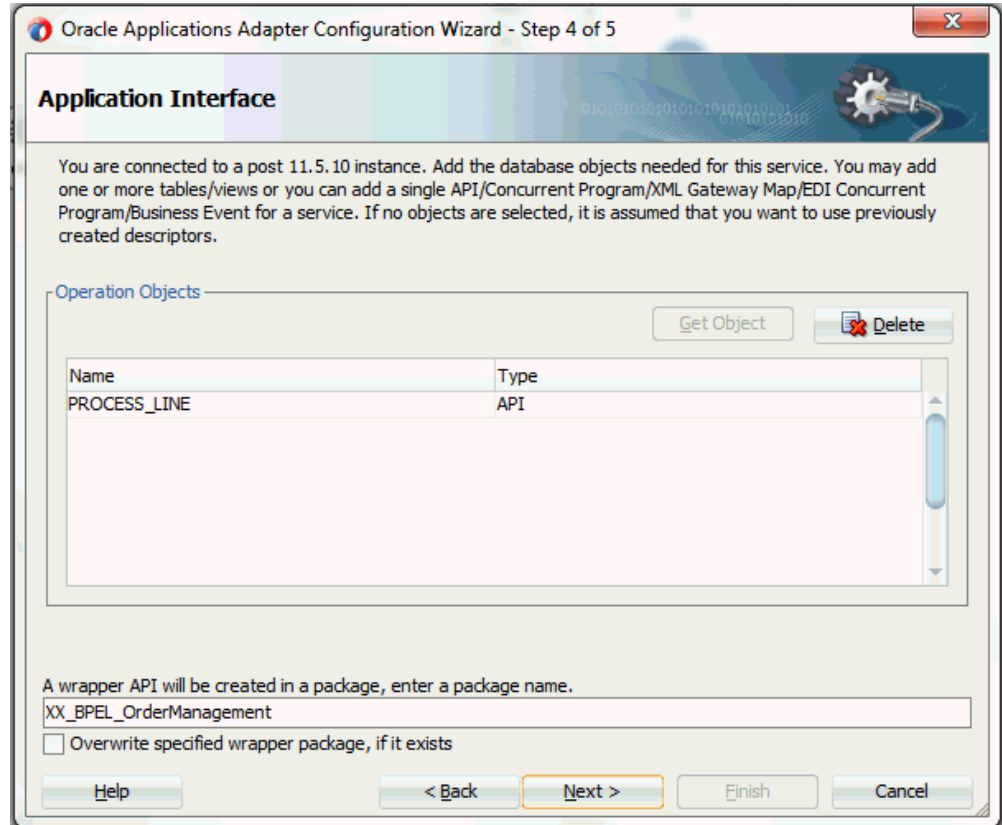 Oracle Applications Adapter Configuration Wizard - Step 4 of 5
Application Interface
You are connected to a post 11.5.10 instance. Add the database objects needed for this service. You may add
one or more tables/views or you can add a single API/Concurrent Program/XML Gateway Map/EDI Concurrent
Program/Business Event for a service. If no objects are selected, it is assumed that you want to use previously
created descriptors.
Operation Objects
Get Object Delete
Name Type
PROCESS_LINE API
A wrapper API will be created in a package, enter a package name.
XX_BPEL_OrderManagement
Overwrite specified wrapper package, if it exists
Help < Back Next > Finish Cancel